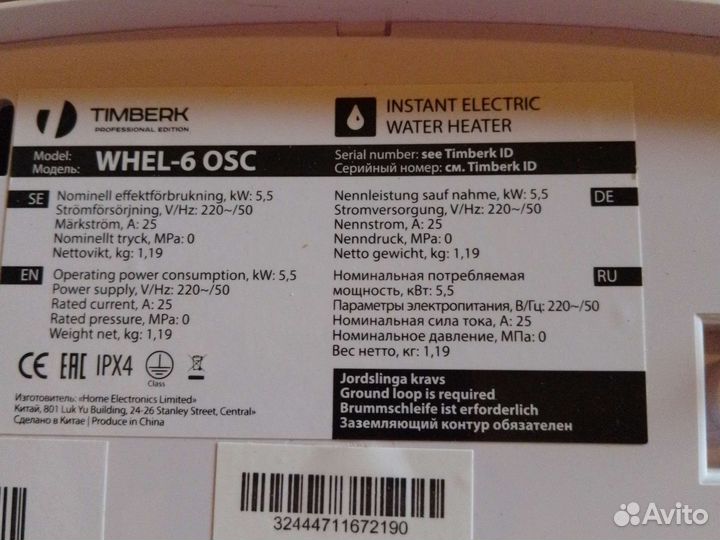 TIMBERK
PROFESSIONAL EDITION
INSTANT ELECTRIC
WATER HEATER
Model:
Модель:
WHEL-6 OSC
Serial number: see Timberk ID
Серийный номер: см. Timberk ID
SE
Nominell effektförbrukning, kW: 5,5
Strömförsörjning, V/Hz: 220~/50
Märkström, A: 25
Nominellt tryck, MPa: 0
Nettovikt, kg: 1,19
Nennleistung sauf nahme, kW: 5,5
Stromversorgung, V/Hz: 220~/50
Nennstrom, A: 25
Nenndruck, MPa: 0
Netto gewicht, kg: 1,19
DE
EN
Operating power consumption, kW: 5,5
Power supply, V/Hz: 220~/50
Rated current, A: 25
Rated pressure, MPa: 0
Weight net, kg: 1,19
Номинальная потребляемая
мощность, кВт: 5,5
Параметры электропитания, В/Гц: 220~/50
Номинальная сила тока, А: 25
Номинальное давление, МПа: 0
Вес нетто, кг: 1,19
RU
CE EAC IPX4
Class
Изготовитель: «Home Electronics Limited»
Китай, 801 Luk Yu Building, 24-26 Stanley Street, Central»
Сделано в Китае | Produce in China
Jordslinga kravs
Ground loop is required
Brummschleife ist erforderlich
Заземляющий контур обязателен
32444711672190
Avito